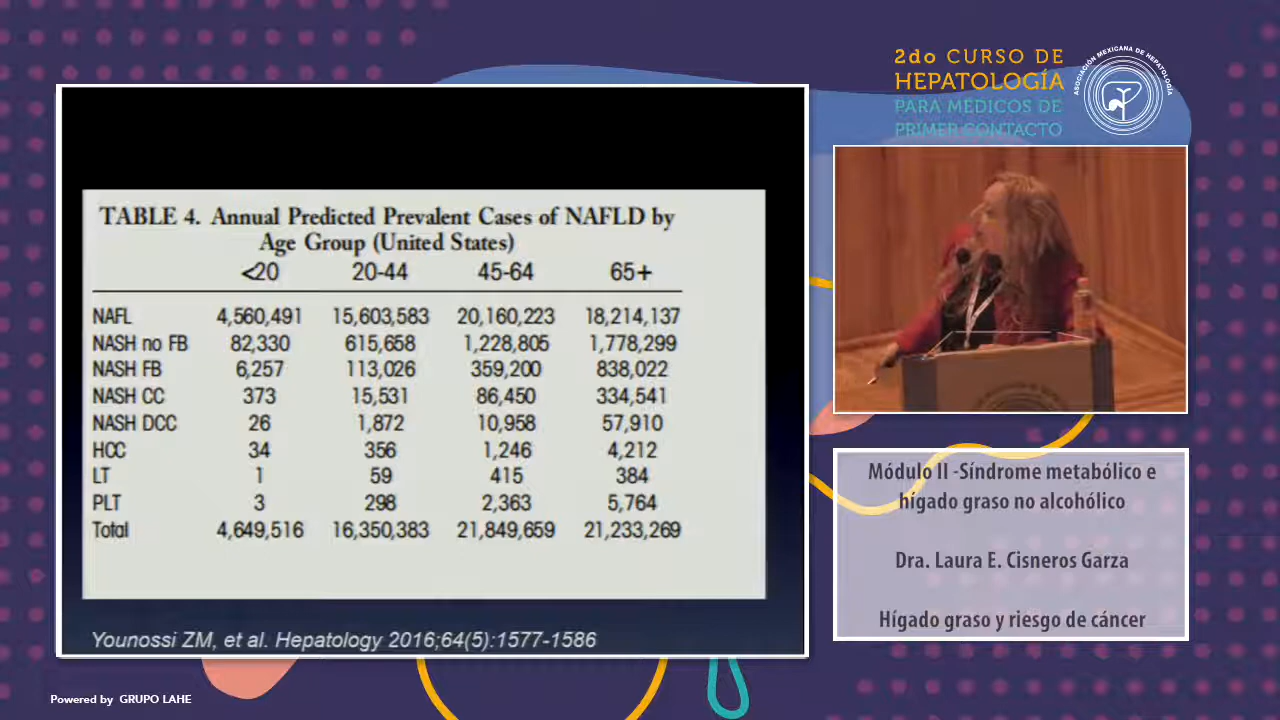 2do CURSO DE
HEPATOLOGÍA
PARA MÉDICOS DE
PRIMER CONTACTO
ASOCIACIÓN MEXICANA DE HEPATOLOGÍA
TABLE 4. Annual Predicted Prevalent Cases of NAFLD by
Age Group (United States)
<20 20-44 45-64 65+
NAFL 4,560,491 15,603,583 20,160,223 18,214,137
NASH no FB 82,330 615,658 1,228,805 1,778,299
NASH FB 6,257 113,026 359,200 838,022
NASH CC 373 15,531 86,450 334,541
NASH DCC 26 1,872 10,958 57,910
HCC 34 356 1,246 4,212
LT 1 59 415 384
PLT 3 298 2,363 5,764
Total 4,649,516 16,350,383 21,849,659 21,233,269
Younossi ZM, et al. Hepatology 2016;64(5):1577-1586
Módulo II -Síndrome metabólico e
hígado graso no alcohólico
Dra. Laura E. Cisneros Garza
Hígado graso y riesgo de cáncer
Powered by GRUPO LAHE